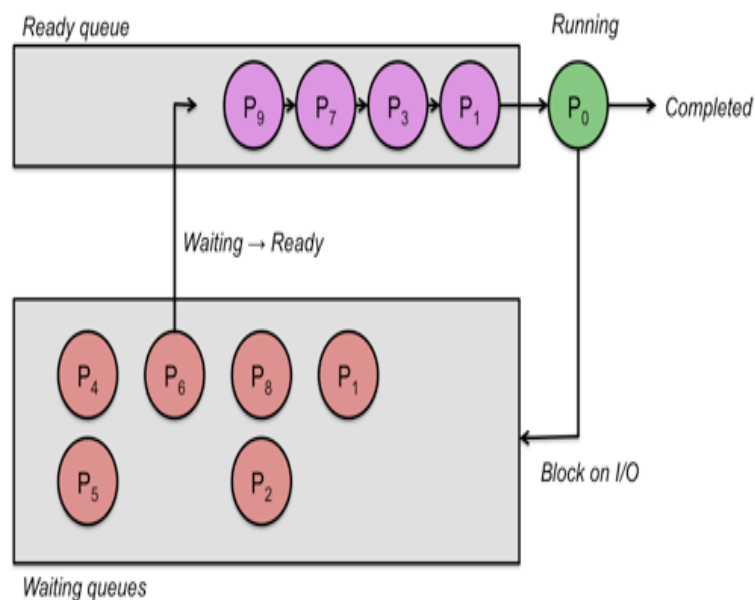 Ready queue
Running
P9
P7
P3
P1
P0
Completed
Waiting → Ready
P4
P6
P8
P1
P5
P2
Block on I/O
Waiting queues